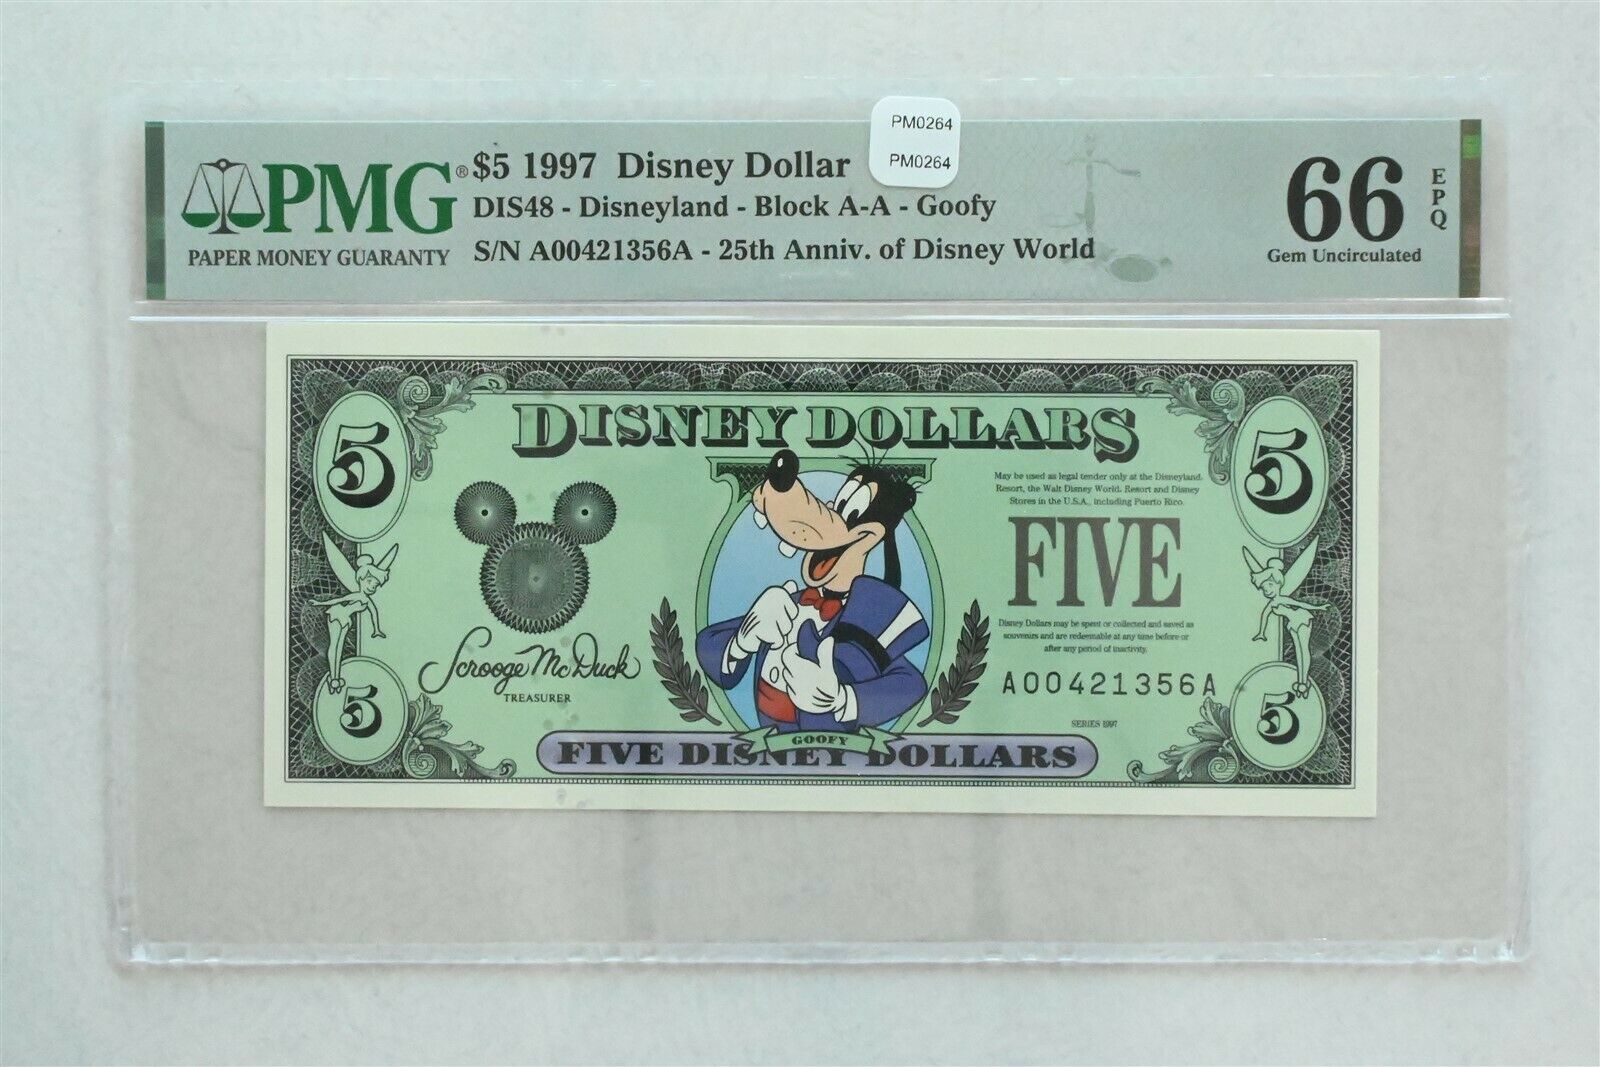 PM0264
PM0264
PMG®
PAPER MONEY GUARANTY
$5 1997 Disney Dollar
DIS48 - Disneyland - Block A-A - Goofy
S/N A00421356A - 25th Anniv. of Disney World
66
EPQ
Gem Uncirculated
5
5
DISNEY DOLLARS
May be used as legal tender only at the Disneyland
Resort, the Walt Disney World Resort and Disney
Stores in the U.S.A., including Puerto Rico.
FIVE
Disney Dollars may be spent or collected and saved as
souvenirs and are redeemable at any time before or
after any period of inactivity.
Scrooge McDuck
TREASURER
A00421356A
SERIES 1997
5
5
GOOFY
FIVE DISNEY DOLLARS